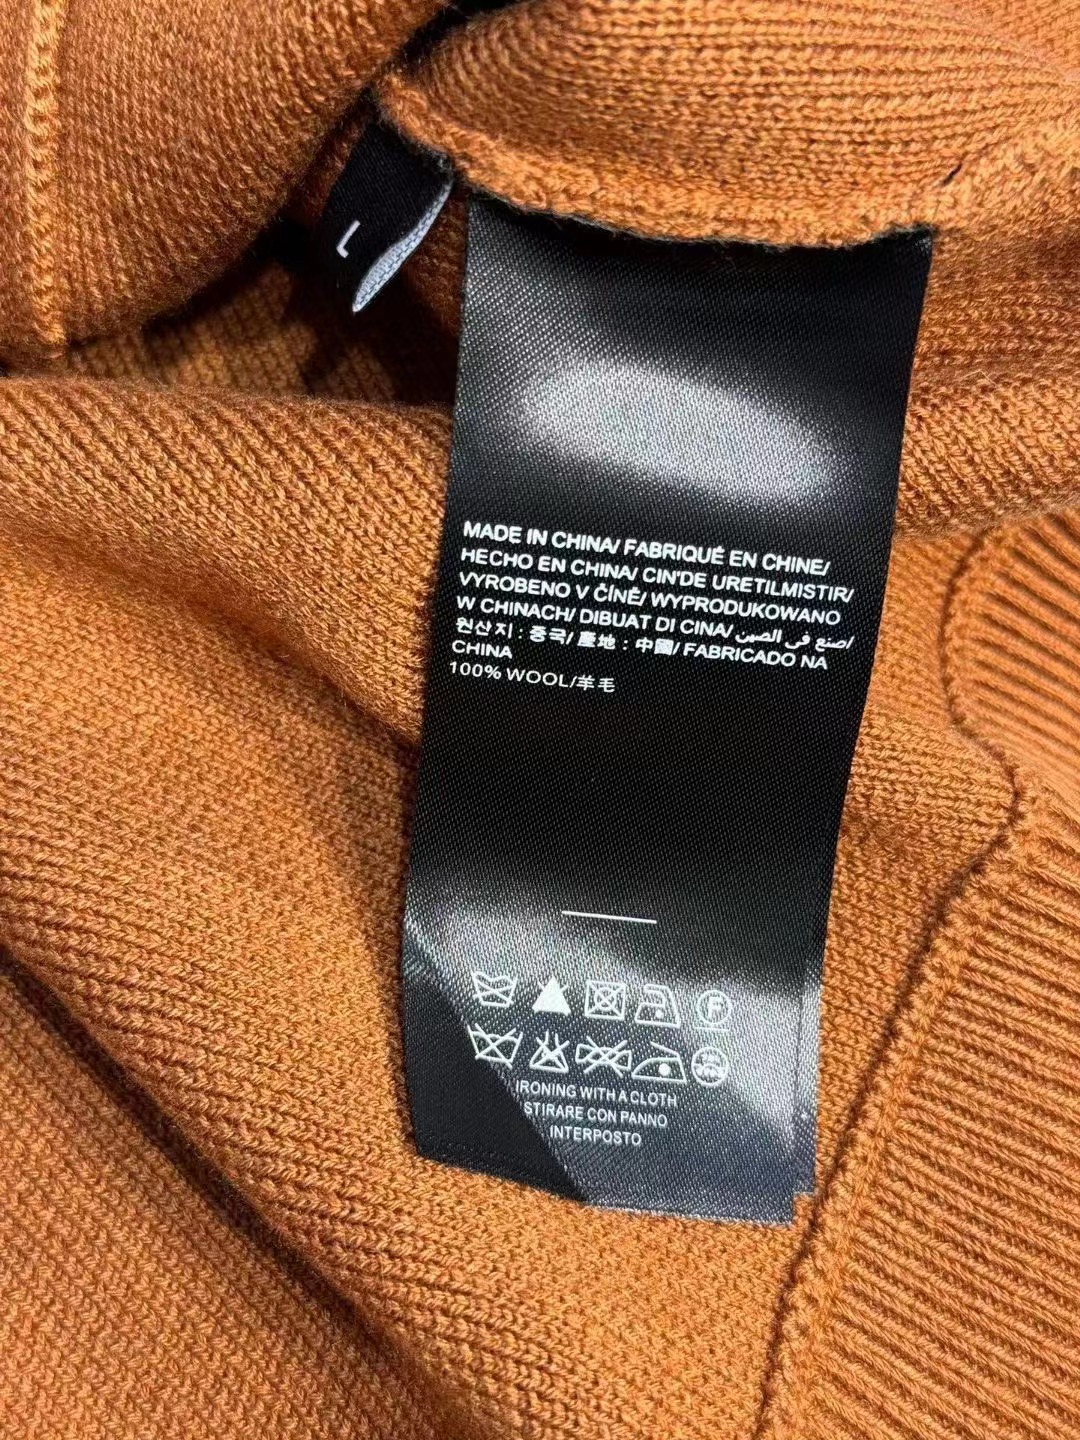 L
MADE IN CHINA/ FABRIQUÉ EN CHINE/
HECHO EN CHINA/ CIN'DE URETILMISTIR/
VYROBENO V ČÍNĚ/ WYPRODUKOWANO
W CHINACH/ DIBUAT DI CINA/ صنع في الصين/
원산지 : 중국/ 產地 : 中國/ FABRICADO NA
CHINA
100% WOOL/羊毛
F
IRONING WITH A CLOTH
STIRARE CON PANNO
INTERPOSTO